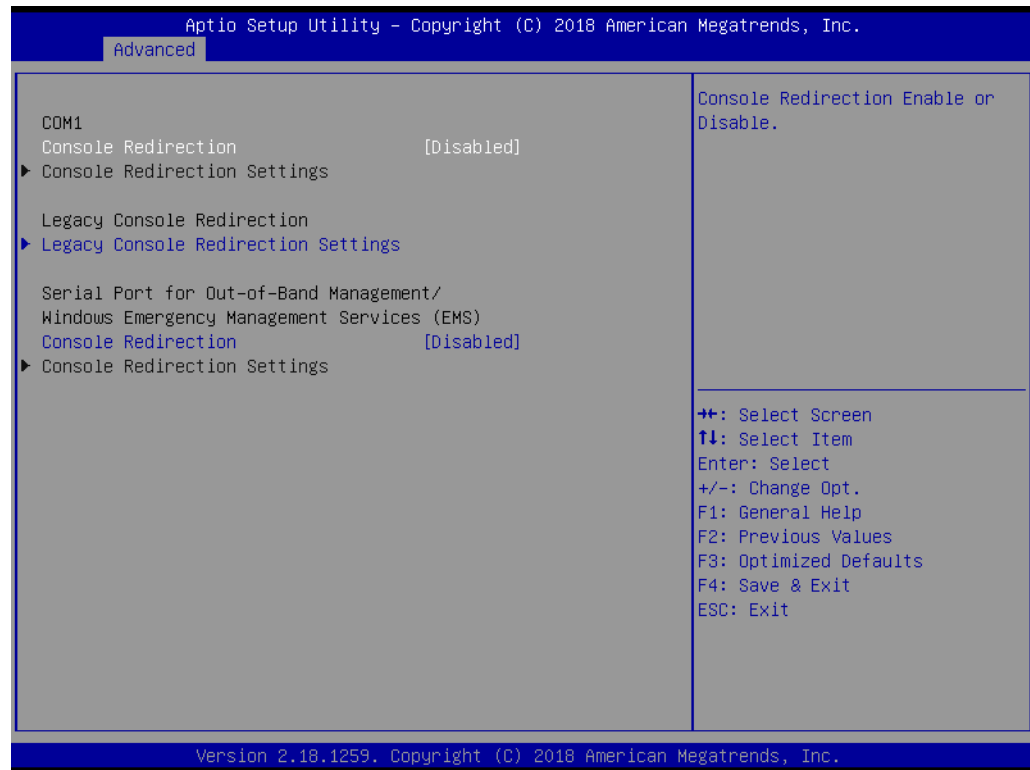 Aptio Setup Utility – Copyright (C) 2018 American Megatrends, Inc.
Advanced
COM1
Console Redirection [Disabled]
Console Redirection Settings
Legacy Console Redirection
Legacy Console Redirection Settings
Serial Port for Out-of-Band Management/
Windows Emergency Management Services (EMS)
Console Redirection [Disabled]
Console Redirection Settings
Console Redirection Enable or
Disable.
→←: Select Screen
↑↓: Select Item
Enter: Select
+/-: Change Opt.
F1: General Help
F2: Previous Values
F3: Optimized Defaults
F4: Save & Exit
ESC: Exit
Version 2.18.1259. Copyright (C) 2018 American Megatrends, Inc.